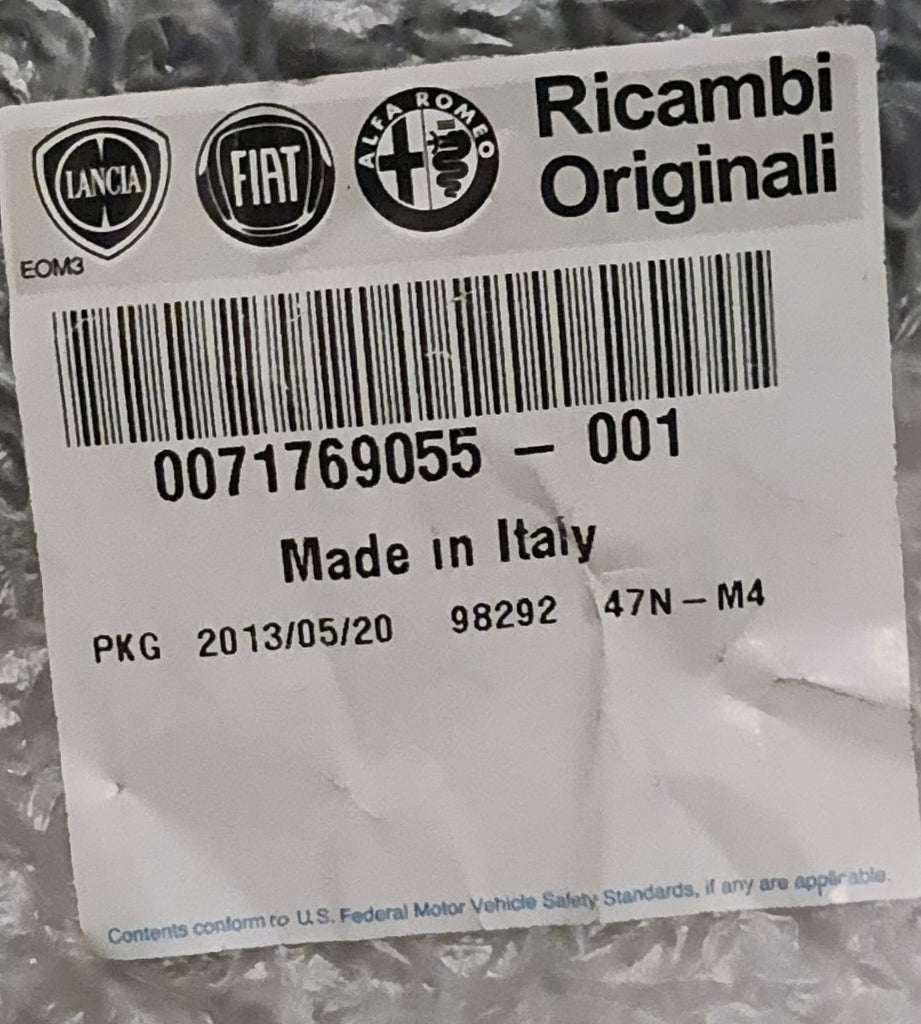 LANCIA
FIAT
ALFA ROMEO
Ricambi
Originali
EOM3
0071769055 - 001
Made in Italy
PKG 2013/05/20 98292 47N - M4
Contents conform to U.S. Federal Motor Vehicle Safety Standards, if any are applicable.